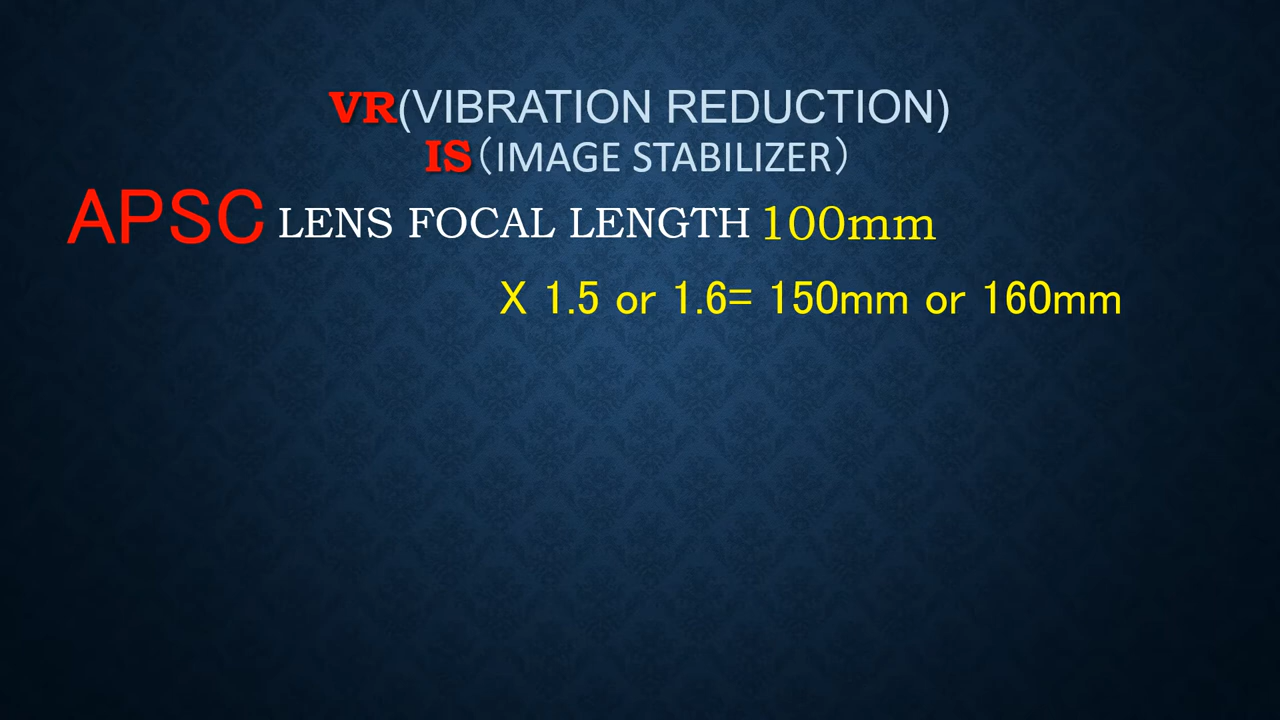 VR(VIBRATION REDUCTION)
IS（IMAGE STABILIZER）
APSC LENS FOCAL LENGTH 100mm
X 1.5 or 1.6= 150mm or 160mm